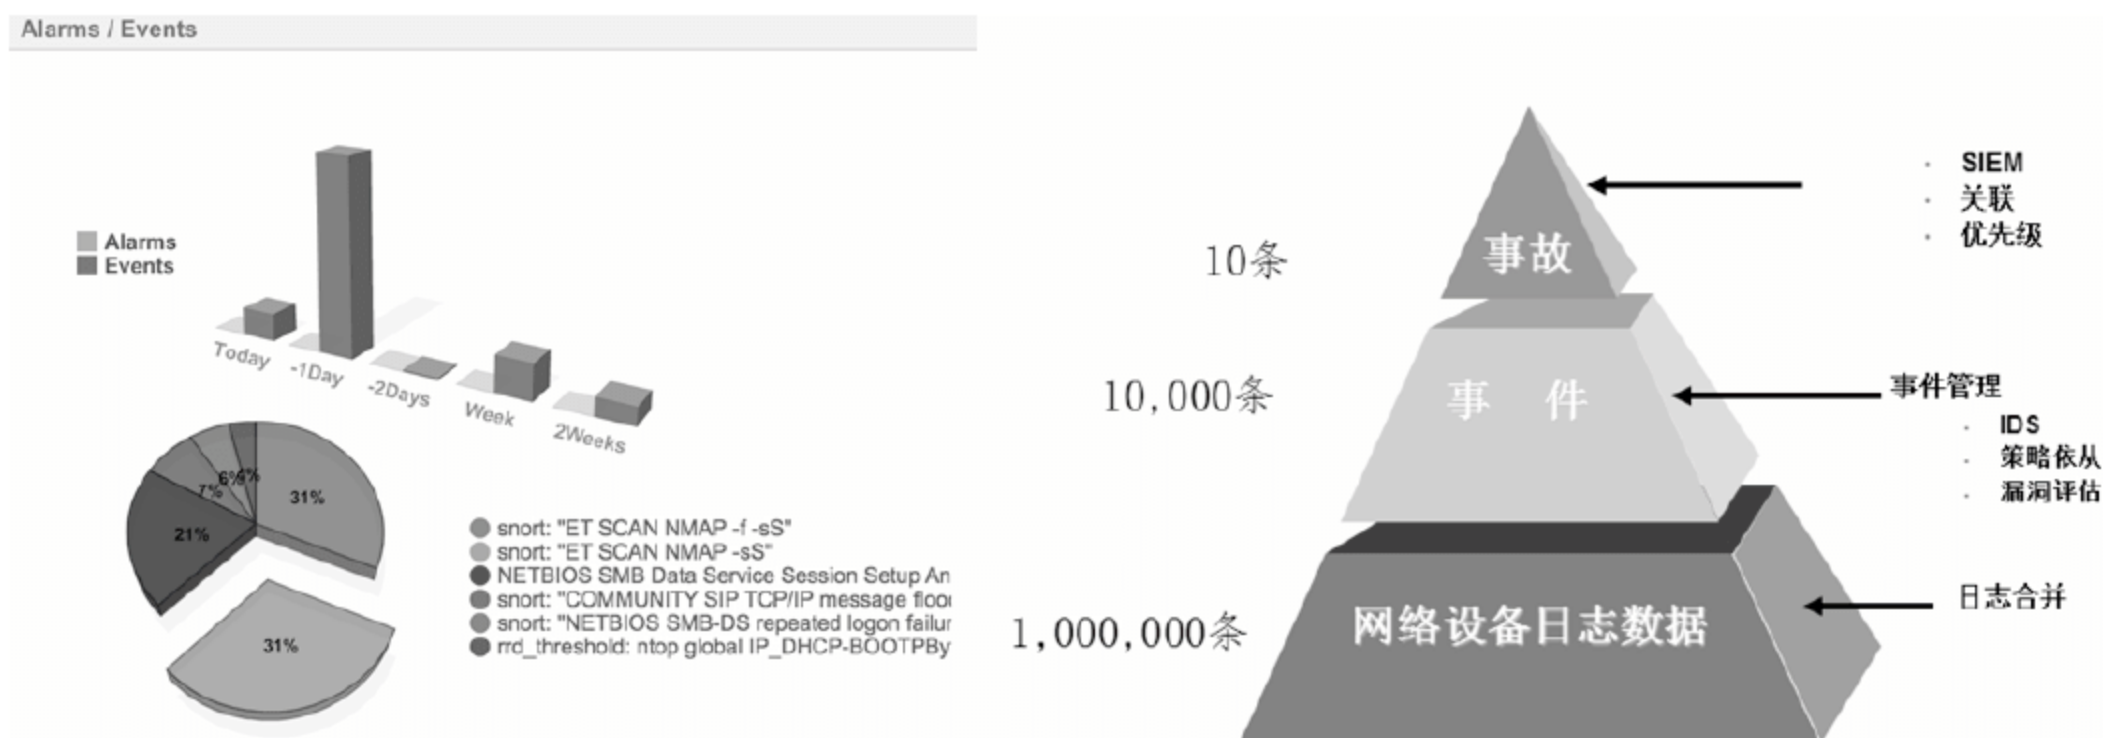 Alarms / Events
Alarms
Events
Today
-1Day
-2Days
Week
2Weeks
31%
21%
7%
6%
31%
snort: "ET SCAN NMAP -f -sS"
snort: "ET SCAN NMAP -sS"
NETBIOS SMB Data Service Session Setup An
snort: "COMMUNITY SIP TCP/IP message floo
snort: "NETBIOS SMB-DS repeated logon failur
rrd_threshold: ntop global IP_DHCP-BOOTPBy
10条
10,000条
1,000,000条
事故
事 件
网络设备日志数据
SIEM
关联
优先级
事件管理
IDS
策略依从
漏洞评估
日志合并